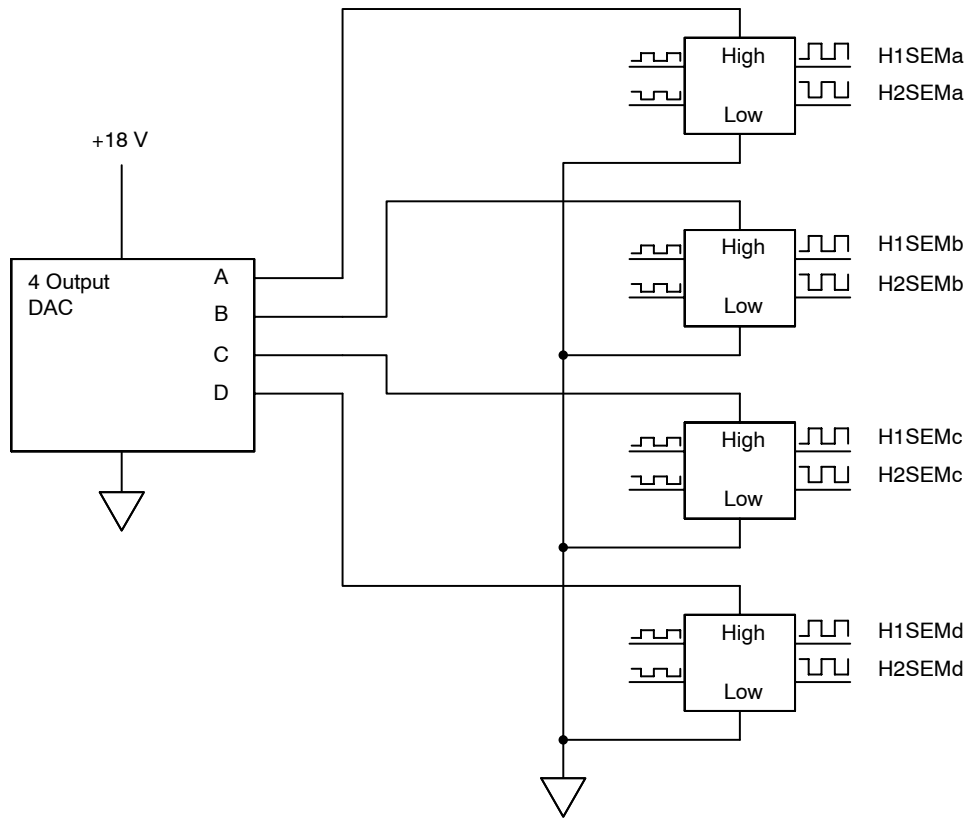 High
Low
H1SEMa
H2SEMa
+18 V
4 Output
DAC
A
B
C
D
High
Low
H1SEMb
H2SEMb
High
Low
H1SEMc
H2SEMc
High
Low
H1SEMd
H2SEMd